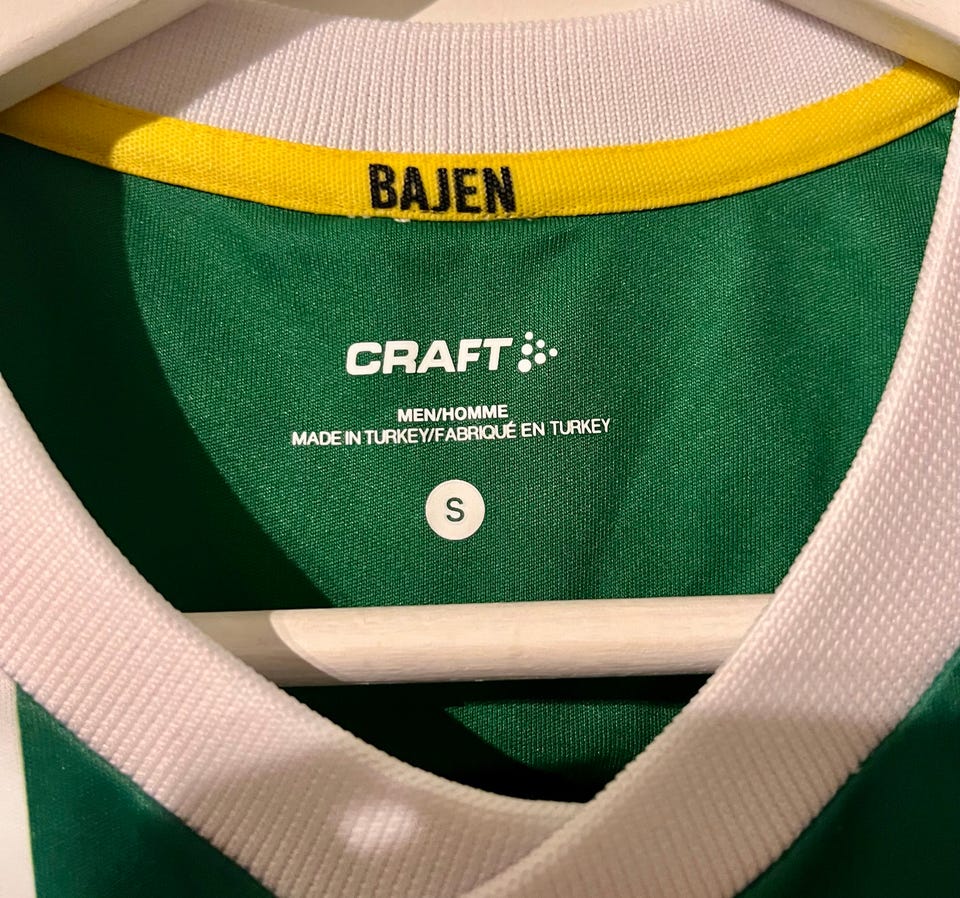 BAJEN
CRAFT
MEN/HOMME
MADE IN TURKEY/FABRIQUÉ EN TURKEY
S